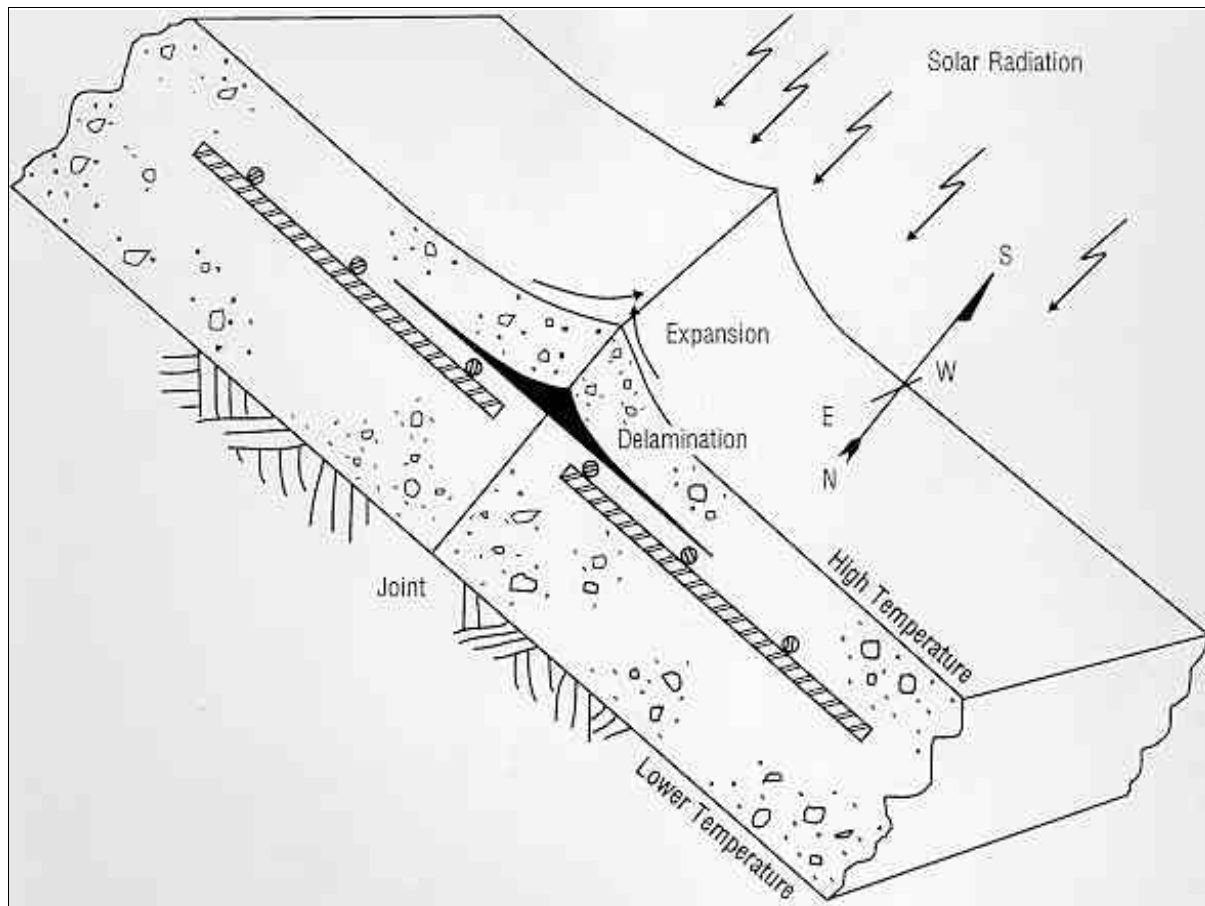 Solar Radiation
S
Expansion
W
E
Delamination
N
High Temperature
Joint
Lower Temperature